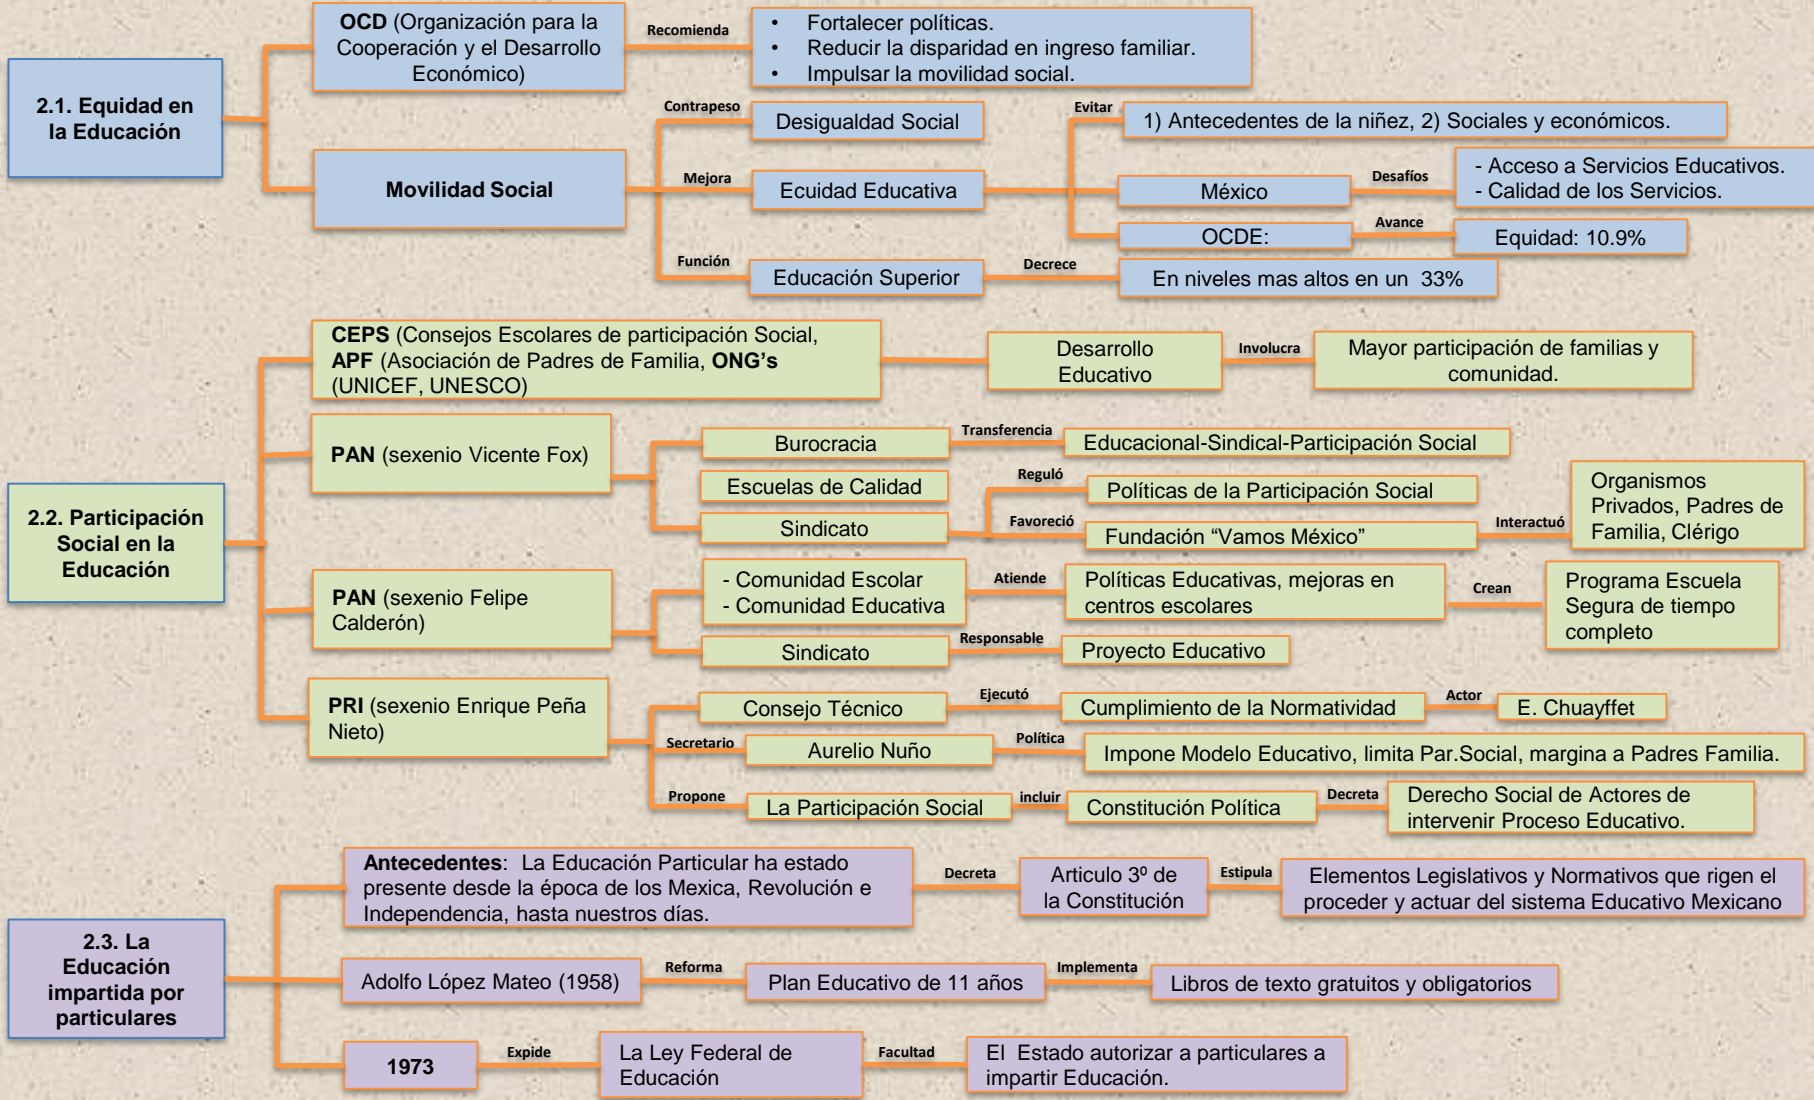 2.1. Equidad en
la Educación
OCD (Organización para la
Cooperación y el Desarrollo
Económico)
Recomienda
• Fortalecer políticas.
• Reducir la disparidad en ingreso familiar.
• Impulsar la movilidad social.
Movilidad Social
Contrapeso
Desigualdad Social
Mejora
Ecuidad Educativa
Evitar
1) Antecedentes de la niñez, 2) Sociales y económicos.
México
Desafíos
- Acceso a Servicios Educativos.
- Calidad de los Servicios.
OCDE:
Avance
Equidad: 10.9%
Función
Educación Superior
Decrece
En niveles mas altos en un 33%
2.2. Participación
Social en la
Educación
CEPS (Consejos Escolares de participación Social,
APF (Asociación de Padres de Familia, ONG’s
(UNICEF, UNESCO)
Desarrollo
Educativo
Involucra
Mayor participación de familias y
comunidad.
PAN (sexenio Vicente Fox)
Burocracia
Transferencia
Educacional-Sindical-Participación Social
Escuelas de Calidad
Sindicato
Reguló
Políticas de la Participación Social
Favoreció
Fundación “Vamos México”
Interactuó
Organismos
Privados, Padres de
Familia, Clérigo
PAN (sexenio Felipe
Calderón)
- Comunidad Escolar
- Comunidad Educativa
Atiende
Políticas Educativas, mejoras en
centros escolares
Crean
Programa Escuela
Segura de tiempo
completo
Sindicato
Responsable
Proyecto Educativo
PRI (sexenio Enrique Peña
Nieto)
Consejo Técnico
Ejecutó
Cumplimiento de la Normatividad
Actor
E. Chuayffet
Secretario
Aurelio Nuño
Política
Impone Modelo Educativo, limita Par.Social, margina a Padres Familia.
Propone
La Participación Social
incluir
Constitución Política
Decreta
Derecho Social de Actores de
intervenir Proceso Educativo.
2.3. La
Educación
impartida por
particulares
Antecedentes: La Educación Particular ha estado
presente desde la época de los Mexica, Revolución e
Independencia, hasta nuestros días.
Decreta
Articulo 3º de
la Constitución
Estipula
Elementos Legislativos y Normativos que rigen el
proceder y actuar del sistema Educativo Mexicano
Adolfo López Mateo (1958)
Reforma
Plan Educativo de 11 años
Implementa
Libros de texto gratuitos y obligatorios
1973
Expide
La Ley Federal de
Educación
Facultad
El Estado autorizar a particulares a
impartir Educación.